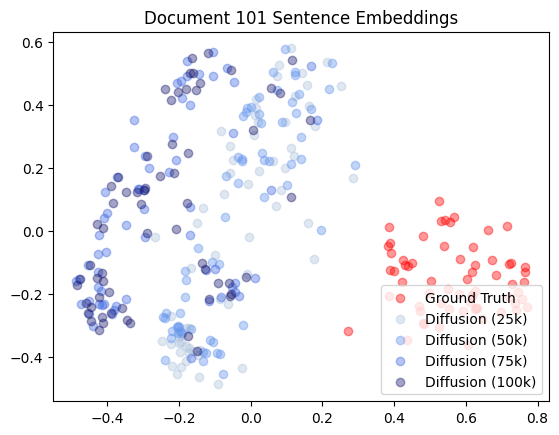 Document 101 Sentence Embeddings
0.6
0.4
0.2
0.0
−0.2
−0.4
Ground Truth
Diffusion (25k)
Diffusion (50k)
Diffusion (75k)
Diffusion (100k)
−0.4 −0.2 0.0 0.2 0.4 0.6 0.8